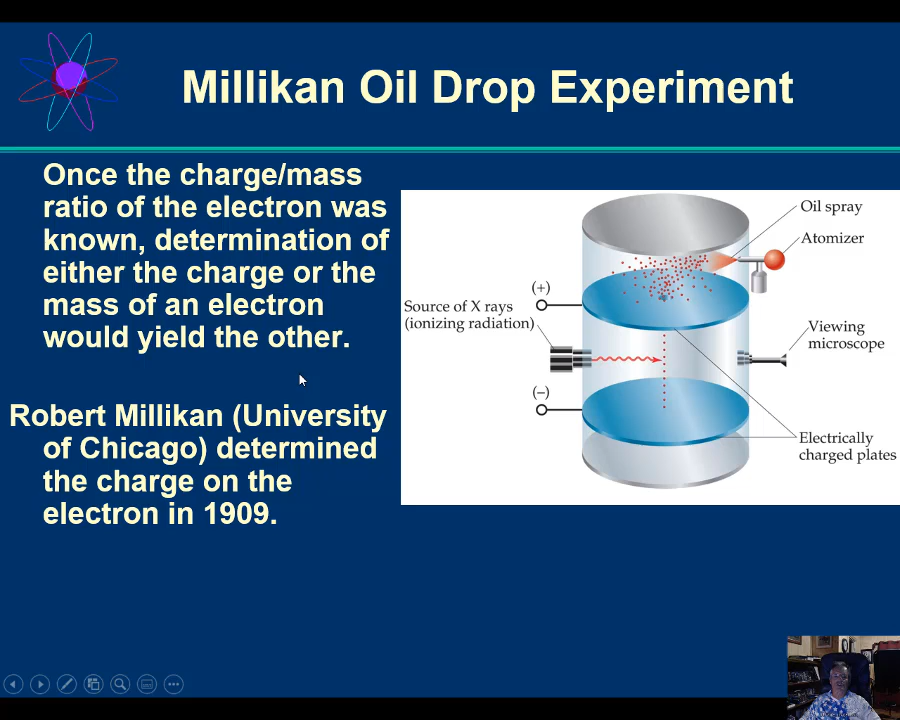 Millikan Oil Drop Experiment
Once the charge/mass
ratio of the electron was
known, determination of
either the charge or the
mass of an electron
would yield the other.
Robert Millikan (University
of Chicago) determined
the charge on the
electron in 1909.
Oil spray
Atomizer
(+)
Source of X rays
(ionizing radiation)
Viewing
microscope
(−)
Electrically
charged plates